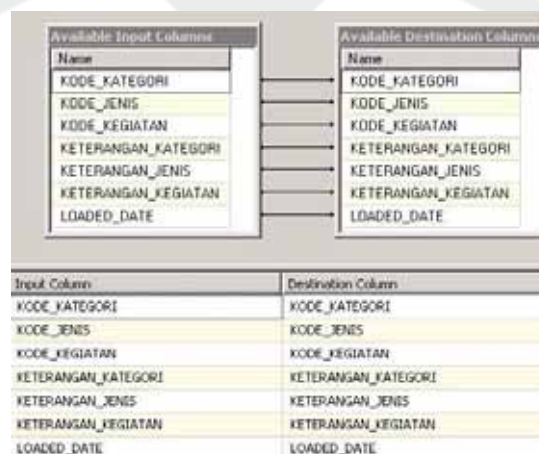 Available Input Columns
Name
KODE_KATEGORI
KODE_JENIS
KODE_KEGIATAN
KETERANGAN_KATEGORI
KETERANGAN_JENIS
KETERANGAN_KEGIATAN
LOADED_DATE
Available Destination Columns
Name
KODE_KATEGORI
KODE_JENIS
KODE_KEGIATAN
KETERANGAN_KATEGORI
KETERANGAN_JENIS
KETERANGAN_KEGIATAN
LOADED_DATE
Input Column Destination Column
KODE_KATEGORI KODE_KATEGORI
KODE_JENIS KODE_JENIS
KODE_KEGIATAN KODE_KEGIATAN
KETERANGAN_KATEGORI KETERANGAN_KATEGORI
KETERANGAN_JENIS KETERANGAN_JENIS
KETERANGAN_KEGIATAN KETERANGAN_KEGIATAN
LOADED_DATE LOADED_DATE